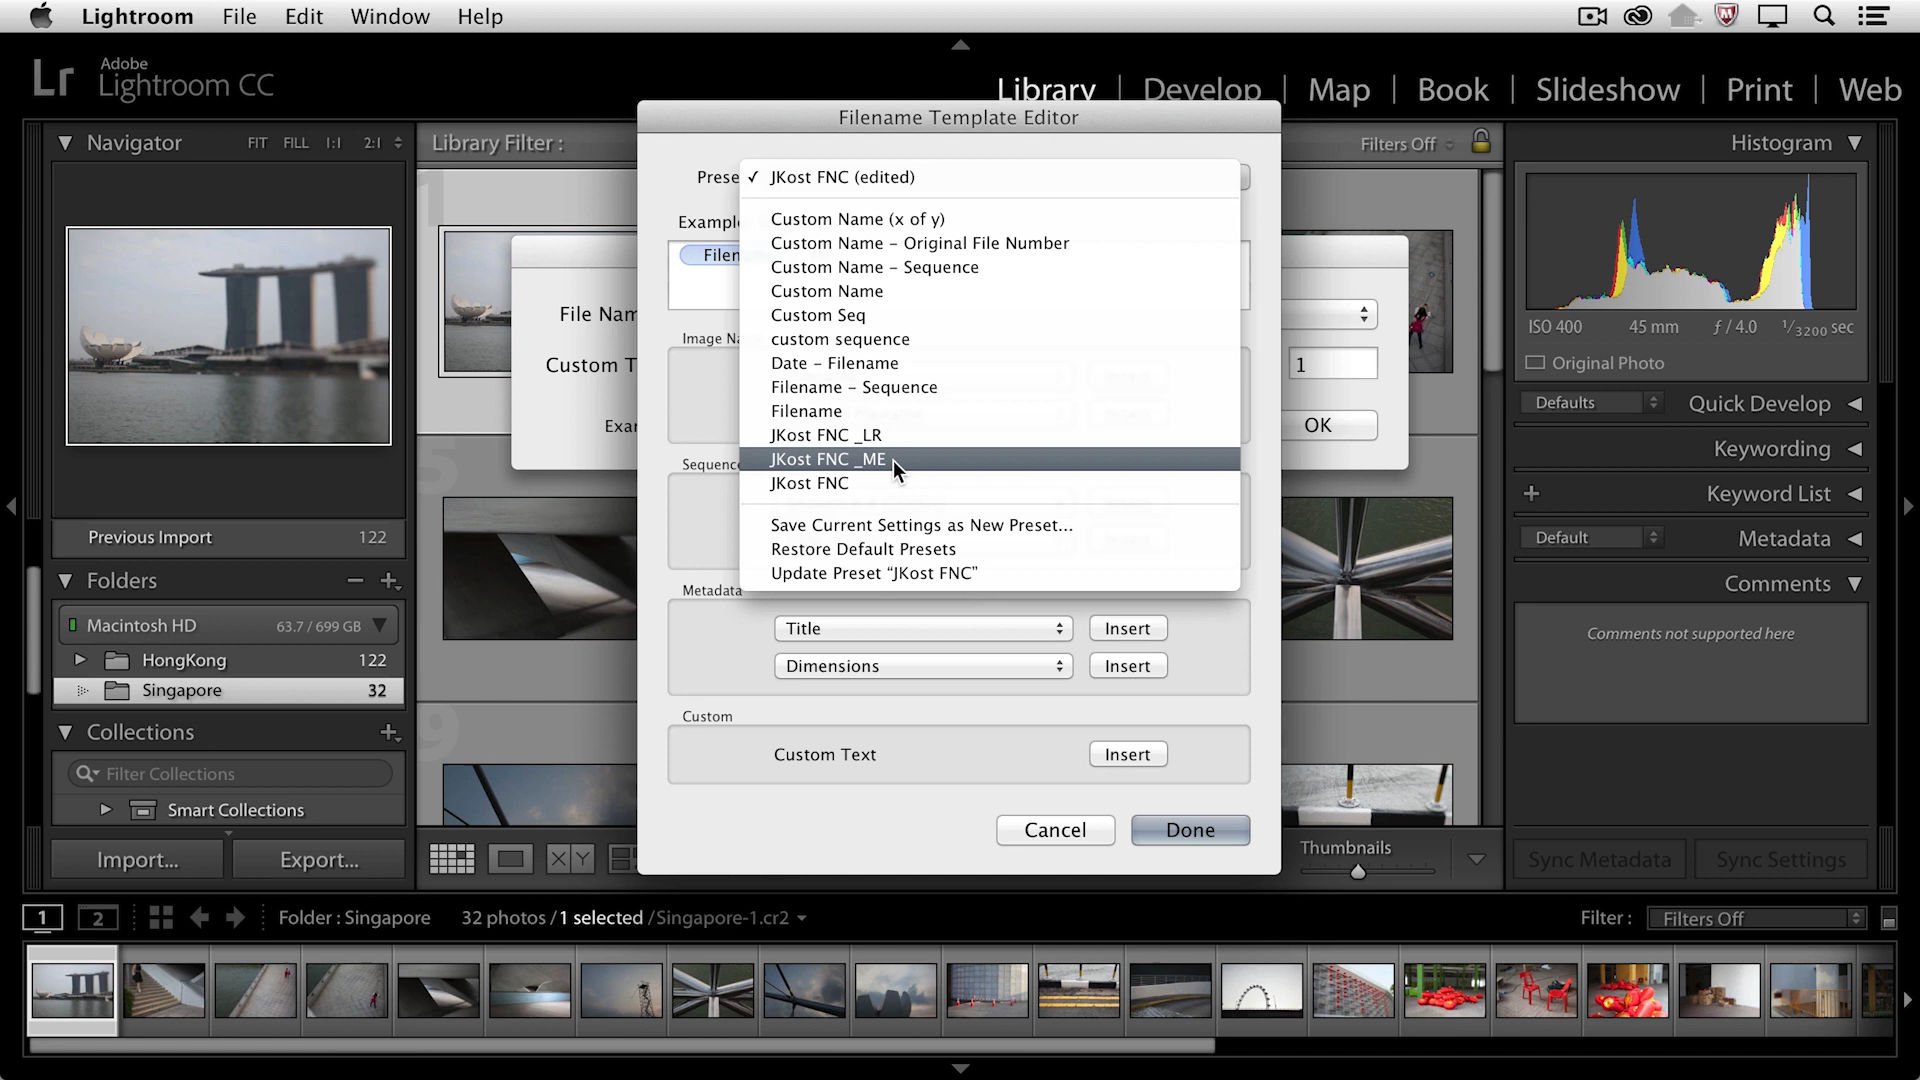 Lightroom File Edit Window Help
Lr Adobe
Lightroom CC
Library | Develop | Map | Book | Slideshow | Print | Web
Filename Template Editor
Navigator FIT FILL 1:1 2:1
Library Filter :
Filters Off
Histogram
Prese ✓ JKost FNC (edited)
Example
Custom Name (x of y)
Custom Name – Original File Number
Filen
Custom Name – Sequence
Custom Name
Custom Seq
custom sequence
Date – Filename
Filename – Sequence
Filename
JKost FNC _LR
JKost FNC _ME
JKost FNC
Save Current Settings as New Preset...
Restore Default Presets
Update Preset “JKost FNC”
File Nam
Custom T
Exar
1
OK
Image Na
Sequence
Metadata
Title Insert
Dimensions Insert
Custom
Custom Text Insert
Cancel Done
ISO 400 45 mm ƒ / 4.0 1/3200 sec
Original Photo
Defaults Quick Develop
Keywording
+ Keyword List
Default Metadata
Comments
Comments not supported here
Previous Import 122
Folders
Macintosh HD 63.7 / 699 GB
HongKong 122
Singapore 32
Collections
Filter Collections
Smart Collections
Import... Export...
X Y
Thumbnails
Sync Metadata Sync Settings
1 2 Folder : Singapore 32 photos / 1 selected / Singapore-1.cr2 Filter : Filters Off